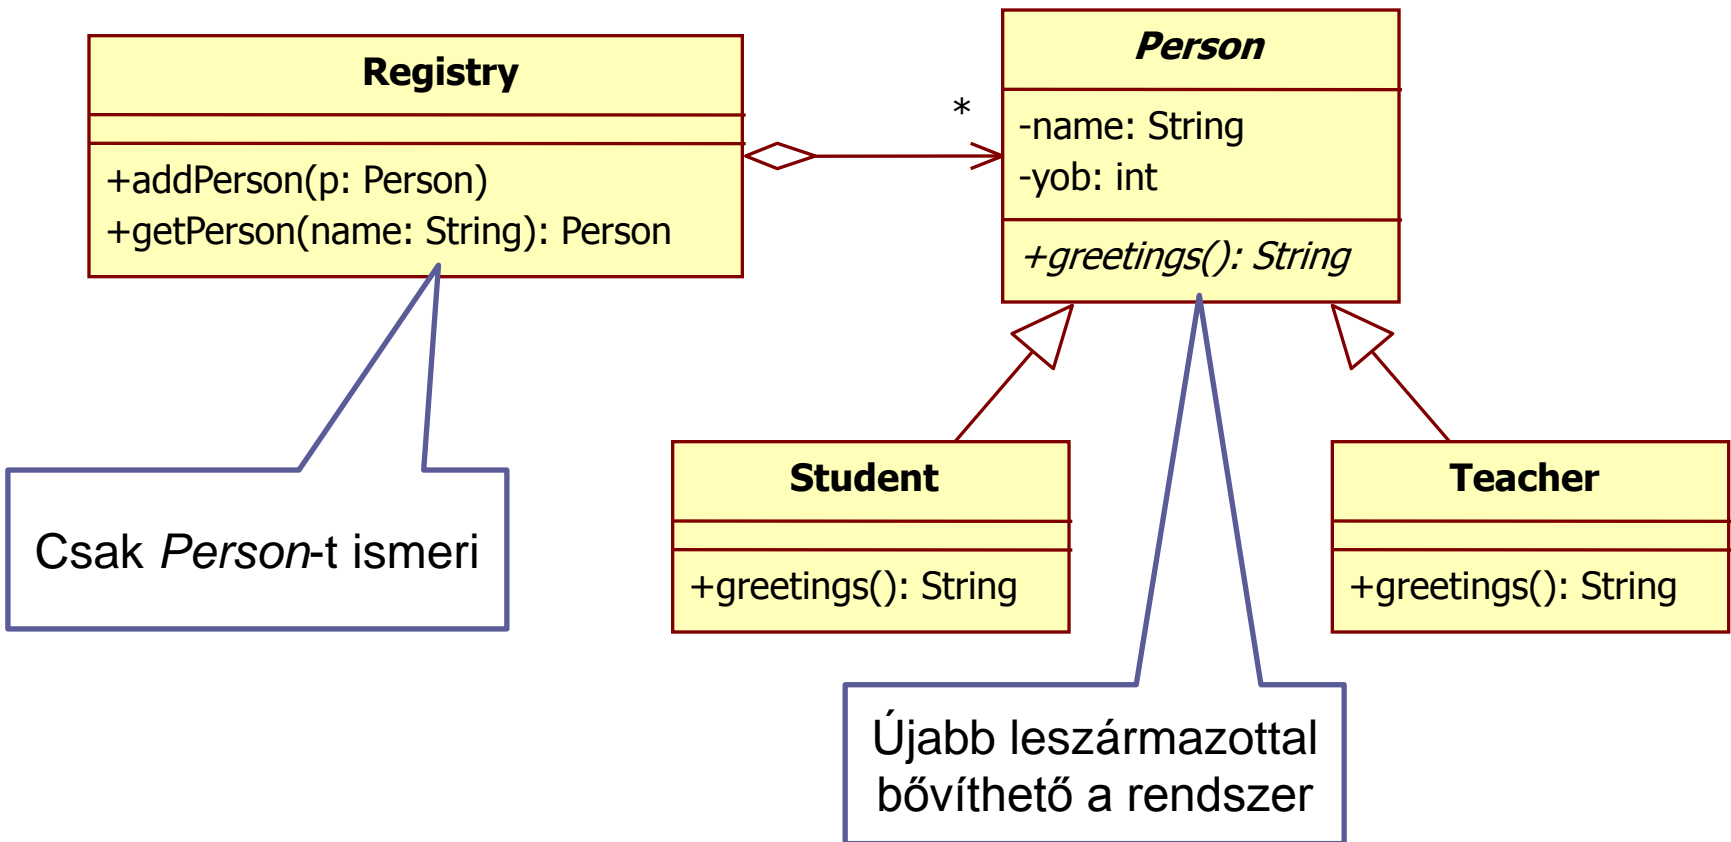 Registry
+addPerson(p: Person)
+getPerson(name: String): Person
*
Person
-name: String
-yob: int
+greetings(): String
Csak Person-t ismeri
Student
+greetings(): String
Teacher
+greetings(): String
Újabb leszármazottal
bővíthető a rendszer